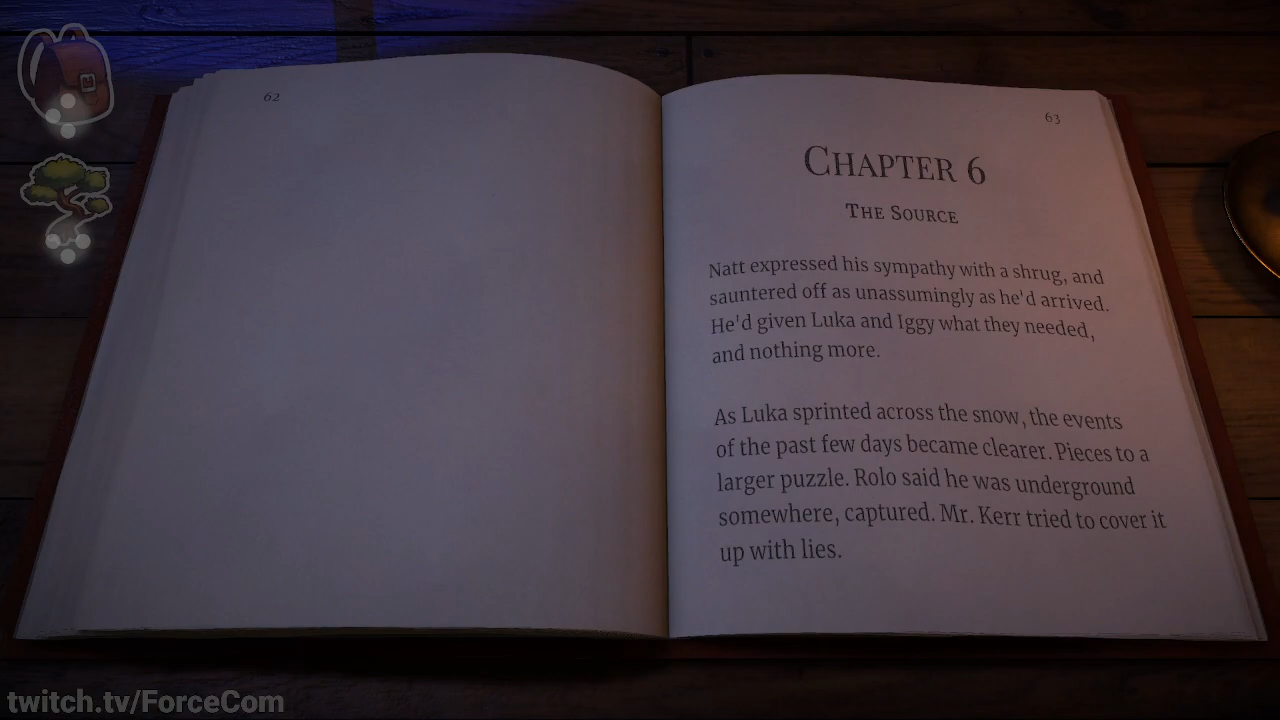 62
63
Chapter 6
The Source
Natt expressed his sympathy with a shrug, and
sauntered off as unassumingly as he'd arrived.
He'd given Luka and Iggy what they needed,
and nothing more.
As Luka sprinted across the snow, the events
of the past few days became clearer. Pieces to a
larger puzzle. Rolo said he was underground
somewhere, captured. Mr. Kerr tried to cover it
up with lies.
twitch.tv/ForceCom